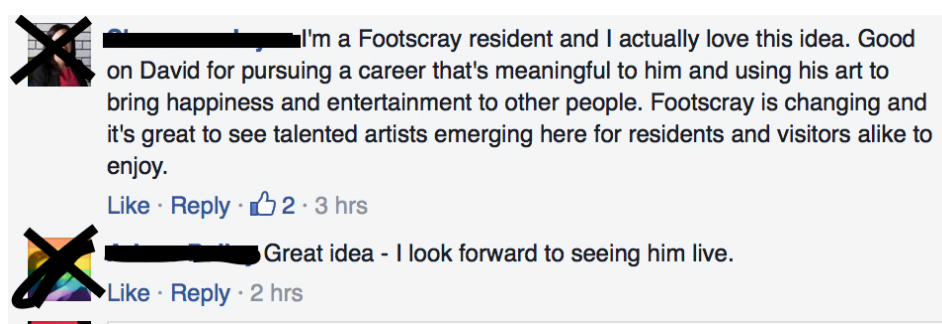 I'm a Footscray resident and I actually love this idea. Good
on David for pursuing a career that's meaningful to him and using his art to
bring happiness and entertainment to other people. Footscray is changing and
it's great to see talented artists emerging here for residents and visitors alike to
enjoy.
Like · Reply · 2 · 3 hrs
Great idea - I look forward to seeing him live.
Like · Reply · 2 hrs